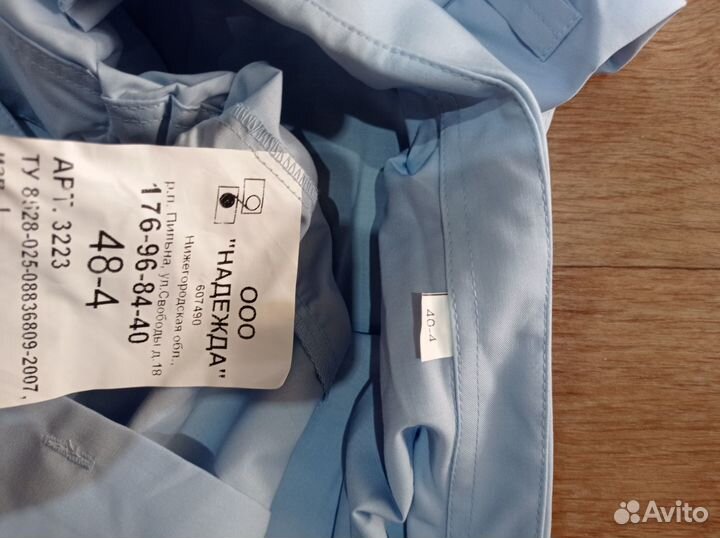 ООО
"НАДЕЖДА"
607490
Нижегородская обл.,
р.п. Пильна, ул.Свободы д.18
176-96-84-40
48-4
АРТ. 3223
ТУ 8528-025-08836809-2007,
40-4
Avito